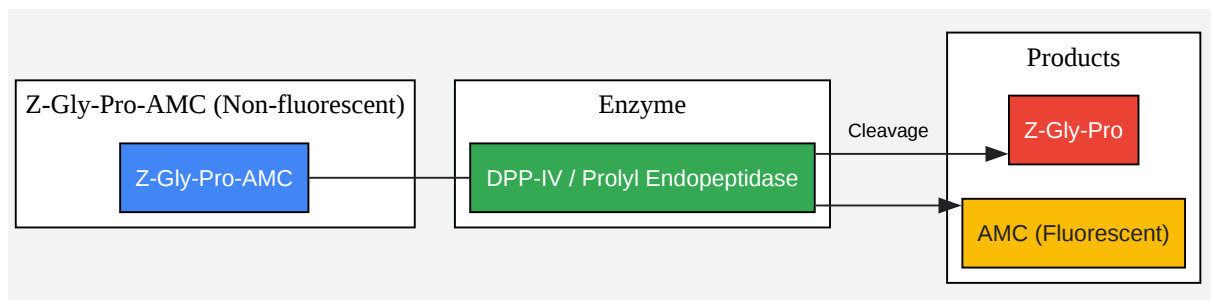 Z-Gly-Pro-AMC (Non-fluorescent)
Z-Gly-Pro-AMC
Enzyme
DPP-IV / Prolyl Endopeptidase
Cleavage
Products
Z-Gly-Pro
AMC (Fluorescent)